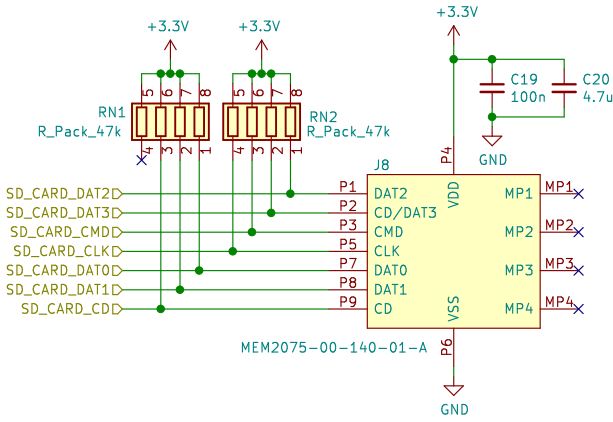 +3.3V
+3.3V
+3.3V
5 6 7 8
5 6 7 8
RN1
R_Pack_47k
4 3 2 1
RN2
R_Pack_47k
4 3 2 1
C19
100n
C20
4.7u
GND
J8
P4
VDD
SD_CARD_DAT2 P1 DAT2 MP1 MP1
SD_CARD_DAT3 P2 CD/DAT3
SD_CARD_CMD P3 CMD MP2 MP2
SD_CARD_CLK P5 CLK
SD_CARD_DAT0 P7 DAT0 MP3 MP3
SD_CARD_DAT1 P8 DAT1
SD_CARD_CD P9 CD MP4 MP4
VSS
P6
MEM2075-00-140-01-A
GND